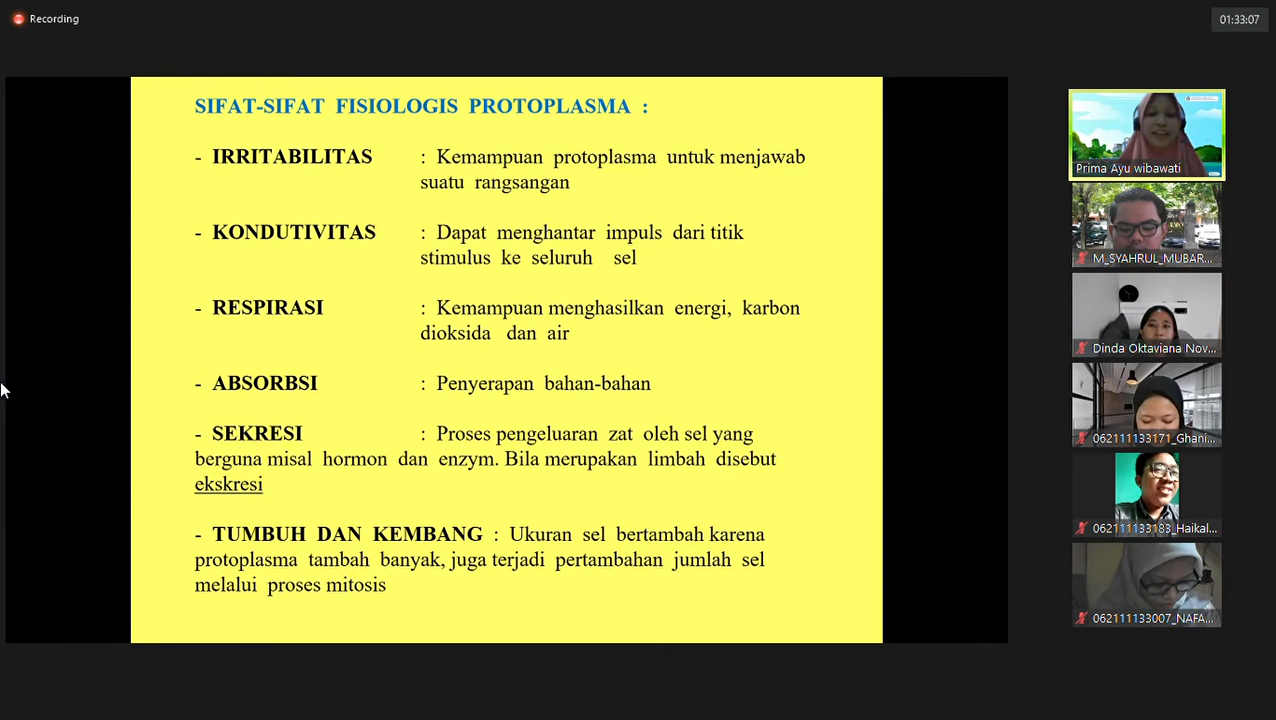 Recording
01:33:07
SIFAT-SIFAT FISIOLOGIS PROTOPLASMA :
- IRRITABILITAS : Kemampuan protoplasma untuk menjawab
suatu rangsangan
- KONDUTIVITAS : Dapat menghantar impuls dari titik
stimulus ke seluruh sel
- RESPIRASI : Kemampuan menghasilkan energi, karbon
dioksida dan air
- ABSORBSI : Penyerapan bahan-bahan
- SEKRESI : Proses pengeluaran zat oleh sel yang
berguna misal hormon dan enzym. Bila merupakan limbah disebut
ekskresi
- TUMBUH DAN KEMBANG : Ukuran sel bertambah karena
protoplasma tambah banyak, juga terjadi pertambahan jumlah sel
melalui proses mitosis
Prima Ayu wibawati
M_SYAHRUL_MUBAR...
Dinda Oktaviana Nov...
062111133171_Ghani...
062111133183_Haikal...
062111133007_NAFA...